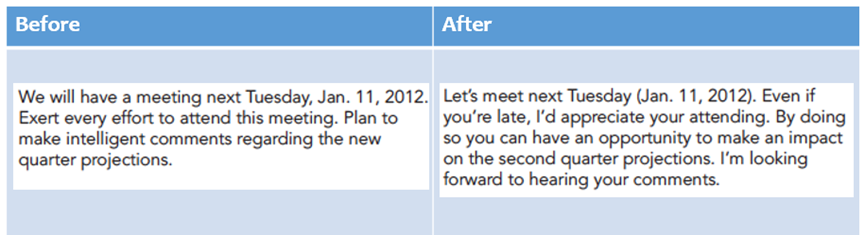 Before
After
We will have a meeting next Tuesday, Jan. 11, 2012.
Exert every effort to attend this meeting. Plan to
make intelligent comments regarding the new
quarter projections.
Let's meet next Tuesday (Jan. 11, 2012). Even if
you're late, I'd appreciate your attending. By doing
so you can have an opportunity to make an impact
on the second quarter projections. I'm looking
forward to hearing your comments.